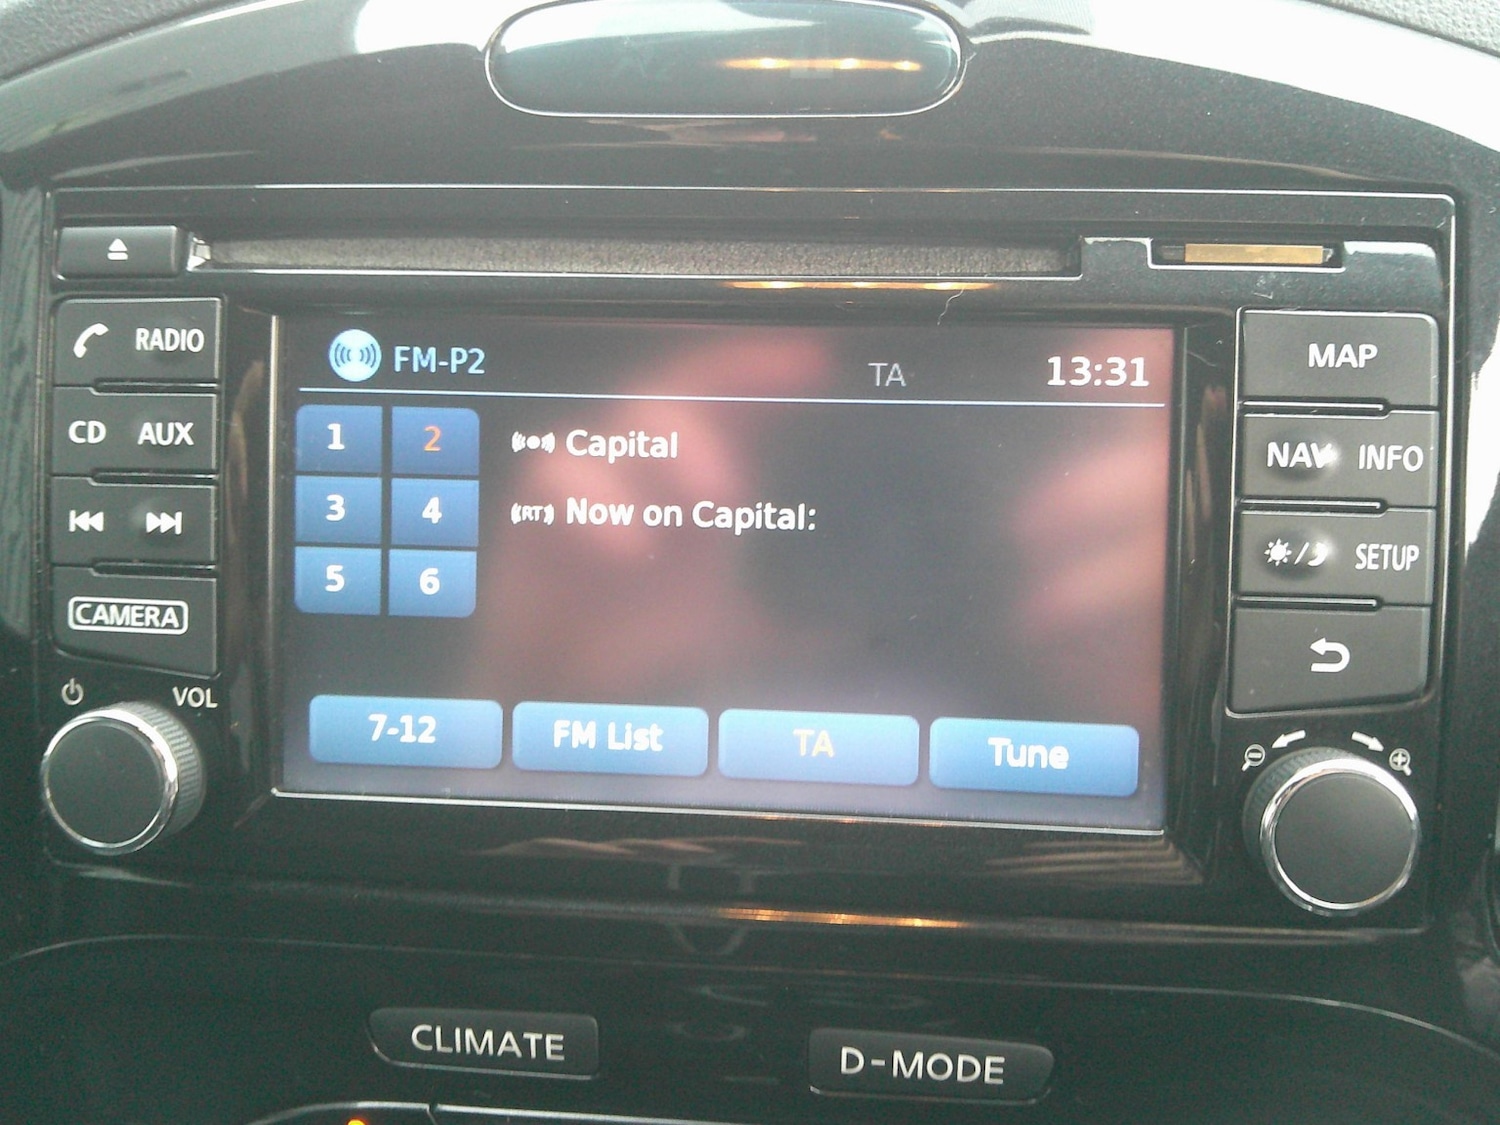 RADIO
CD AUX
CAMERA
VOL
FM-P2 TA 13:31
1 2
3 4
5 6
Capital
RT Now on Capital:
7-12 FM List TA Tune
MAP
NAV INFO
SETUP
CLIMATE
D-MODE